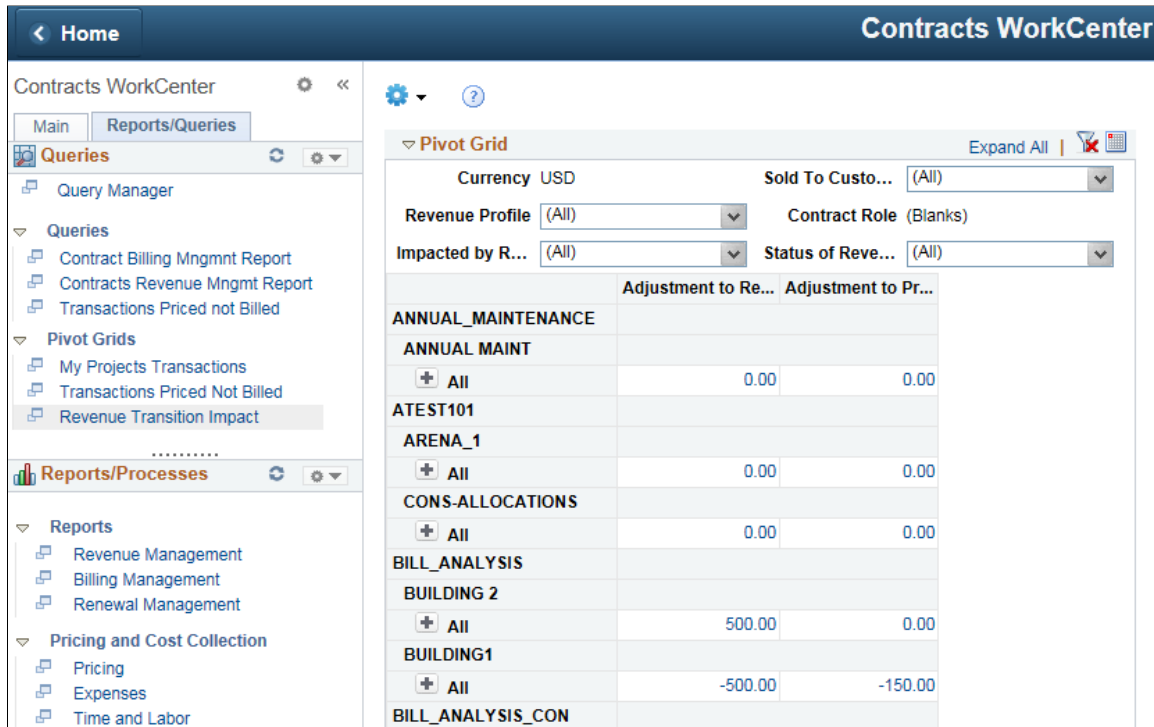 Home
Contracts WorkCenter
Contracts WorkCenter
Main
Reports/Queries
Queries
Query Manager
Queries
Contract Billing Mngmnt Report
Contracts Revenue Mngmt Report
Transactions Priced not Billed
Pivot Grids
My Projects Transactions
Transactions Priced Not Billed
Revenue Transition Impact
Reports/Processes
Reports
Revenue Management
Billing Management
Renewal Management
Pricing and Cost Collection
Pricing
Expenses
Time and Labor
Pivot Grid
Expand All |
Currency USD Sold To Custo... (All)
Revenue Profile (All) Contract Role (Blanks)
Impacted by R... (All) Status of Reve... (All)
Adjustment to Re... Adjustment to Pr...
ANNUAL_MAINTENANCE
ANNUAL MAINT
All 0.00 0.00
ATEST101
ARENA_1
All 0.00 0.00
CONS-ALLOCATIONS
All 0.00 0.00
BILL_ANALYSIS
BUILDING 2
All 500.00 0.00
BUILDING1
All -500.00 -150.00
BILL_ANALYSIS_CON